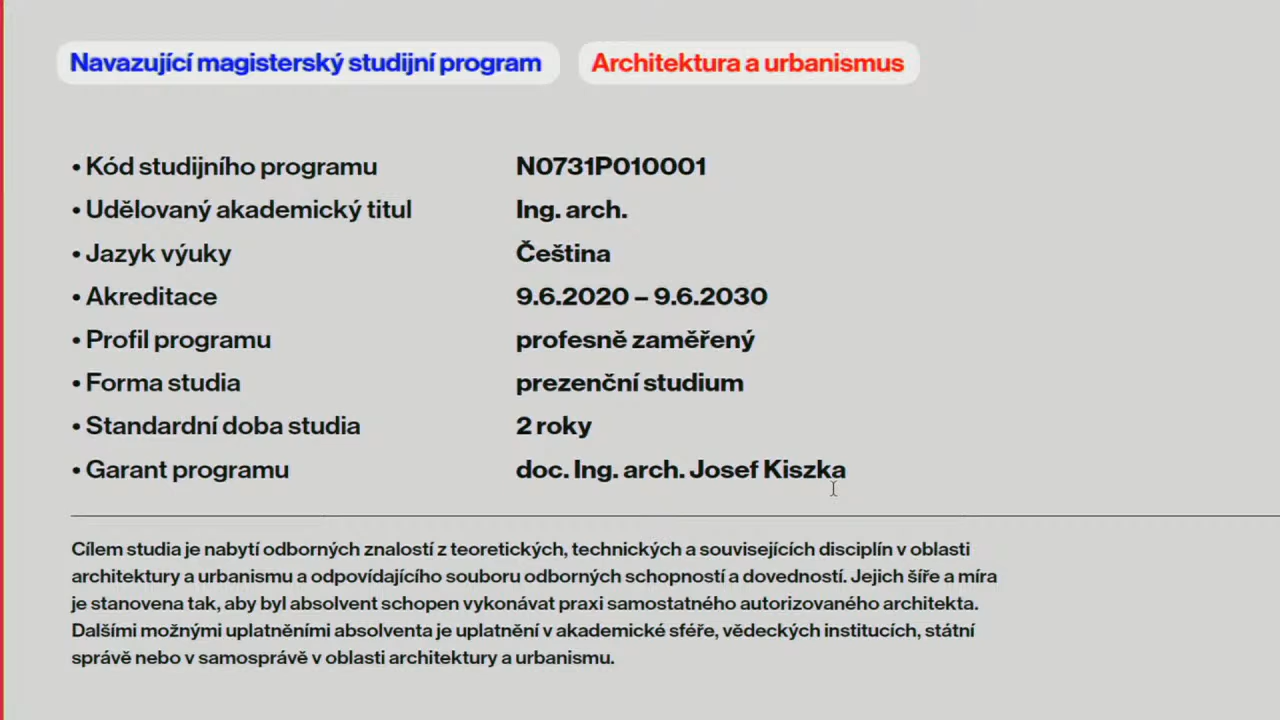 Navazující magisterský studijní program Architektura a urbanismus
• Kód studijního programu N0731P010001
• Udělovaný akademický titul Ing. arch.
• Jazyk výuky Čeština
• Akreditace 9.6.2020 – 9.6.2030
• Profil programu profesně zaměřený
• Forma studia prezenční studium
• Standardní doba studia 2 roky
• Garant programu doc. Ing. arch. Josef Kiszka
Cílem studia je nabytí odborných znalostí z teoretických, technických a souvisejících disciplín v oblasti
architektury a urbanismu a odpovídajícího souboru odborných schopností a dovedností. Jejich šíře a míra
je stanovena tak, aby byl absolvent schopen vykonávat praxi samostatného autorizovaného architekta.
Dalšími možnými uplatněními absolventa je uplatnění v akademické sféře, vědeckých institucích, státní
správě nebo v samosprávě v oblasti architektury a urbanismu.